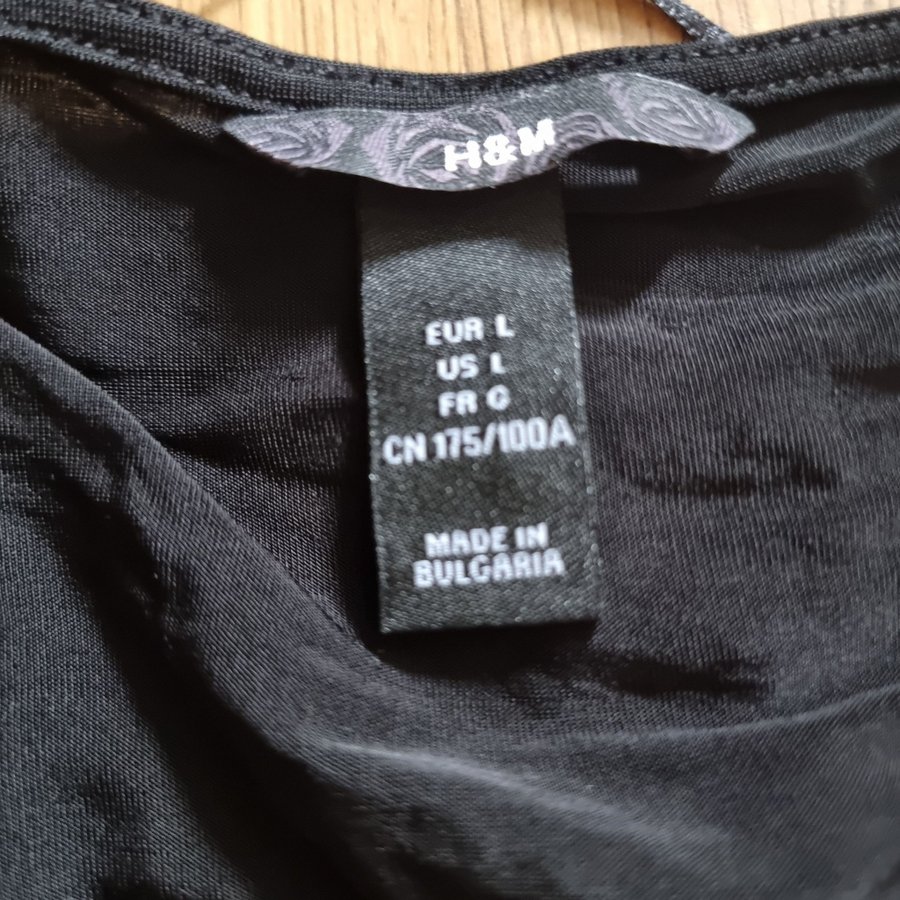 H&M
EUR L
US L
FR G
CN 175/100A
MADE IN
BULGARIA